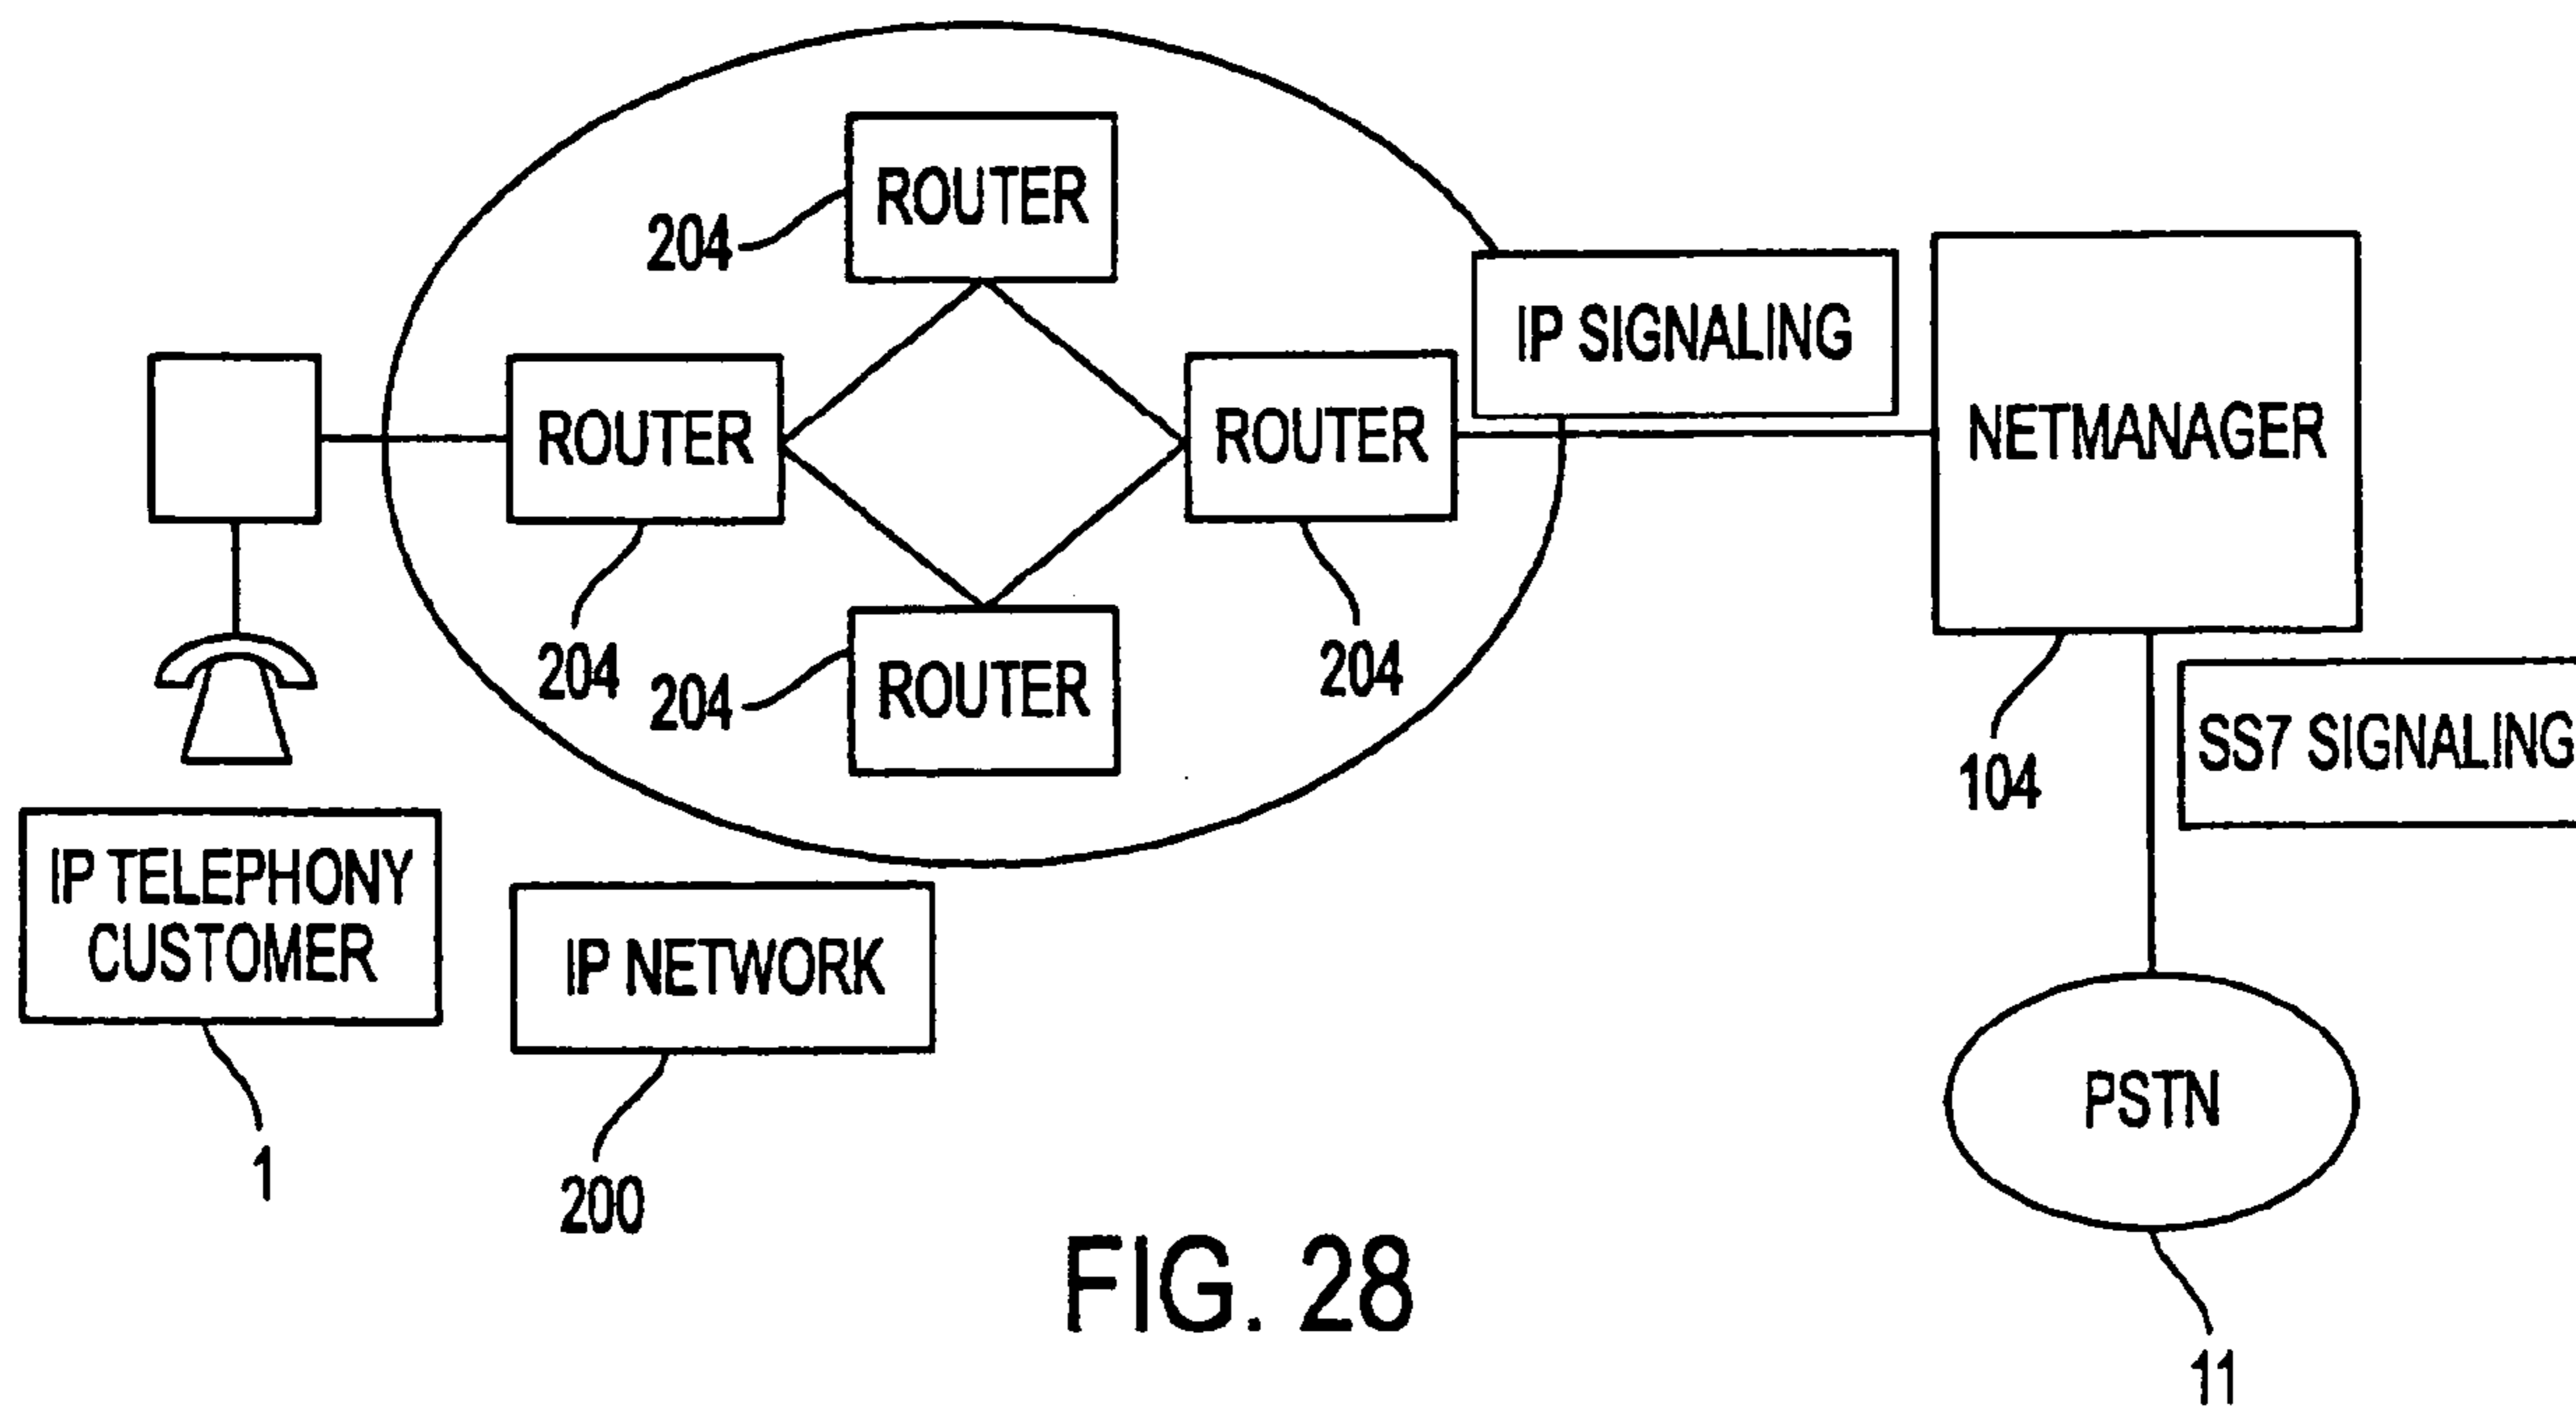 ROUTER
204
IP SIGNALING
NETMANAGER
ROUTER
ROUTER
204
204
204
ROUTER
104
SS7 SIGNALING
IP TELEPHONY
CUSTOMER
IP NETWORK
PSTN
1
200
FIG. 28
11